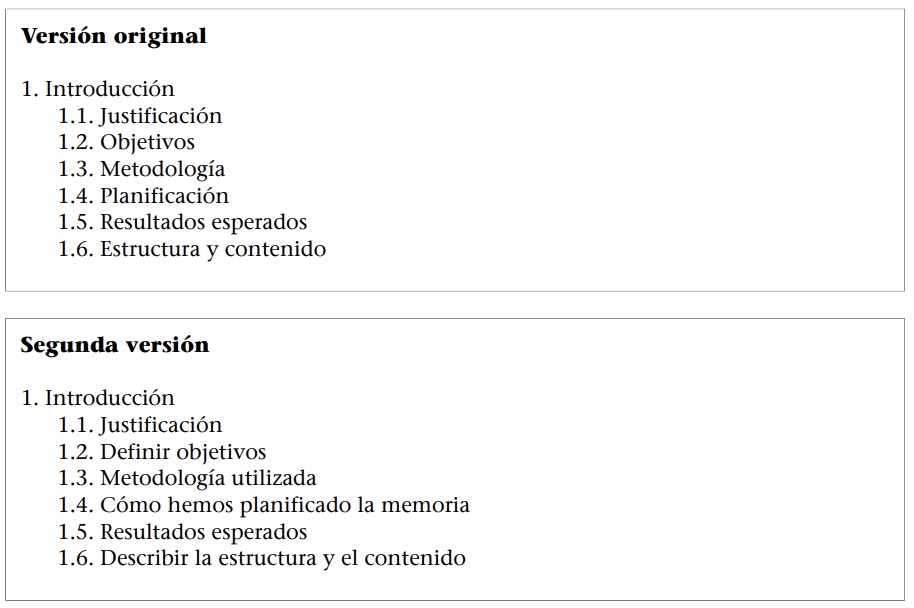 Versión original
1. Introducción
1.1. Justificación
1.2. Objetivos
1.3. Metodología
1.4. Planificación
1.5. Resultados esperados
1.6. Estructura y contenido
Segunda versión
1. Introducción
1.1. Justificación
1.2. Definir objetivos
1.3. Metodología utilizada
1.4. Cómo hemos planificado la memoria
1.5. Resultados esperados
1.6. Describir la estructura y el contenido